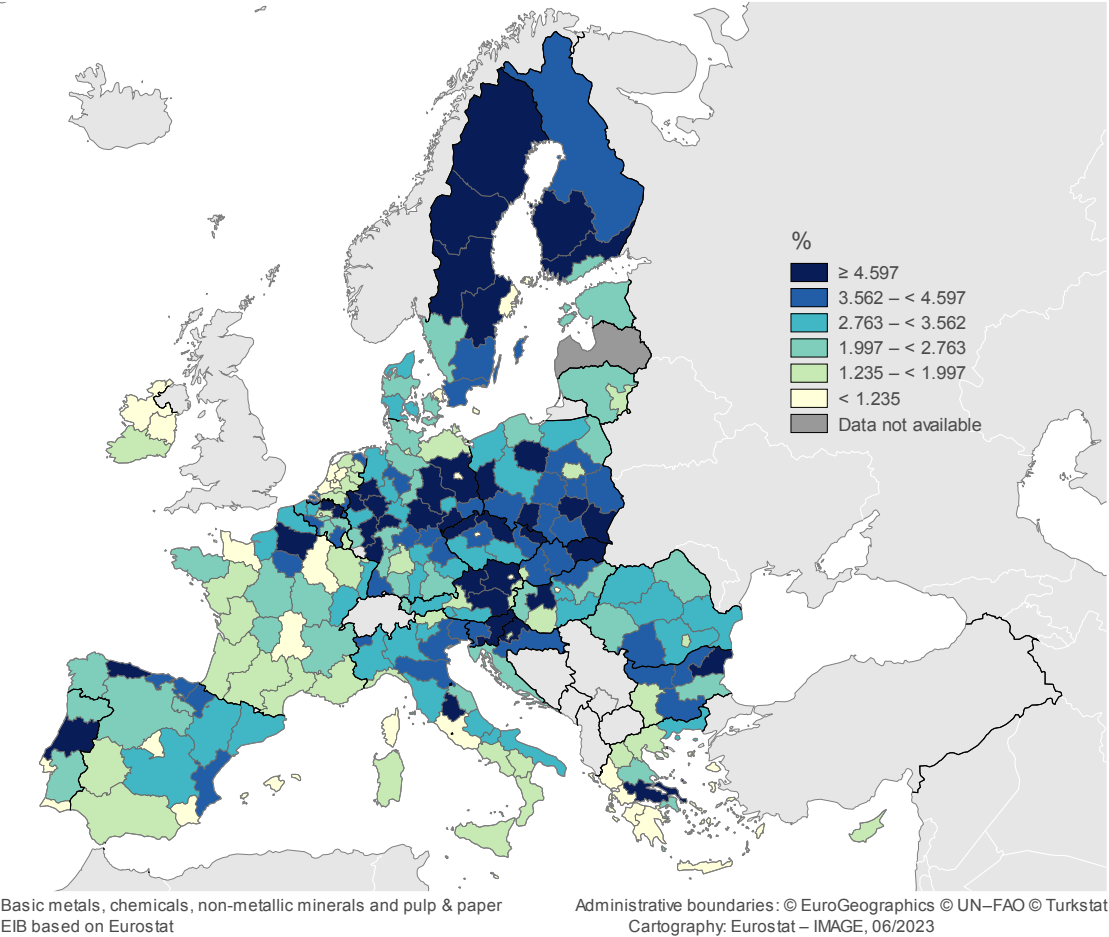 %
≥ 4.597
3.562 – < 4.597
2.763 – < 3.562
1.997 – < 2.763
1.235 – < 1.997
< 1.235
Data not available
Basic metals, chemicals, non-metallic minerals and pulp & paper
EIB based on Eurostat
Administrative boundaries: © EuroGeographics © UN–FAO © Turkstat
Cartography: Eurostat – IMAGE, 06/2023